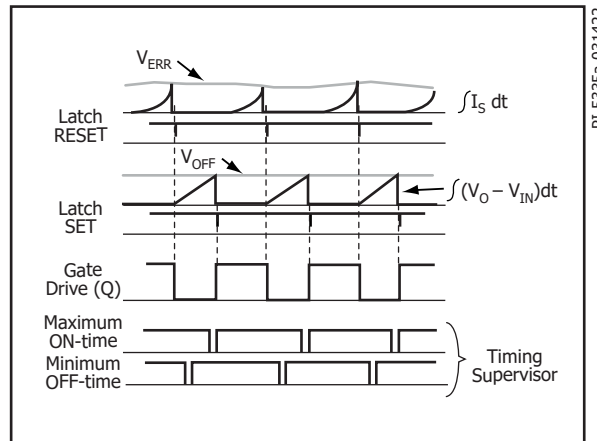 V_ERR
∫I_S dt
Latch
RESET
V_OFF
∫(V_O – V_IN)dt
Latch
SET
Gate
Drive (Q)
Maximum
ON-time
Minimum
OFF-time
Timing
Supervisor